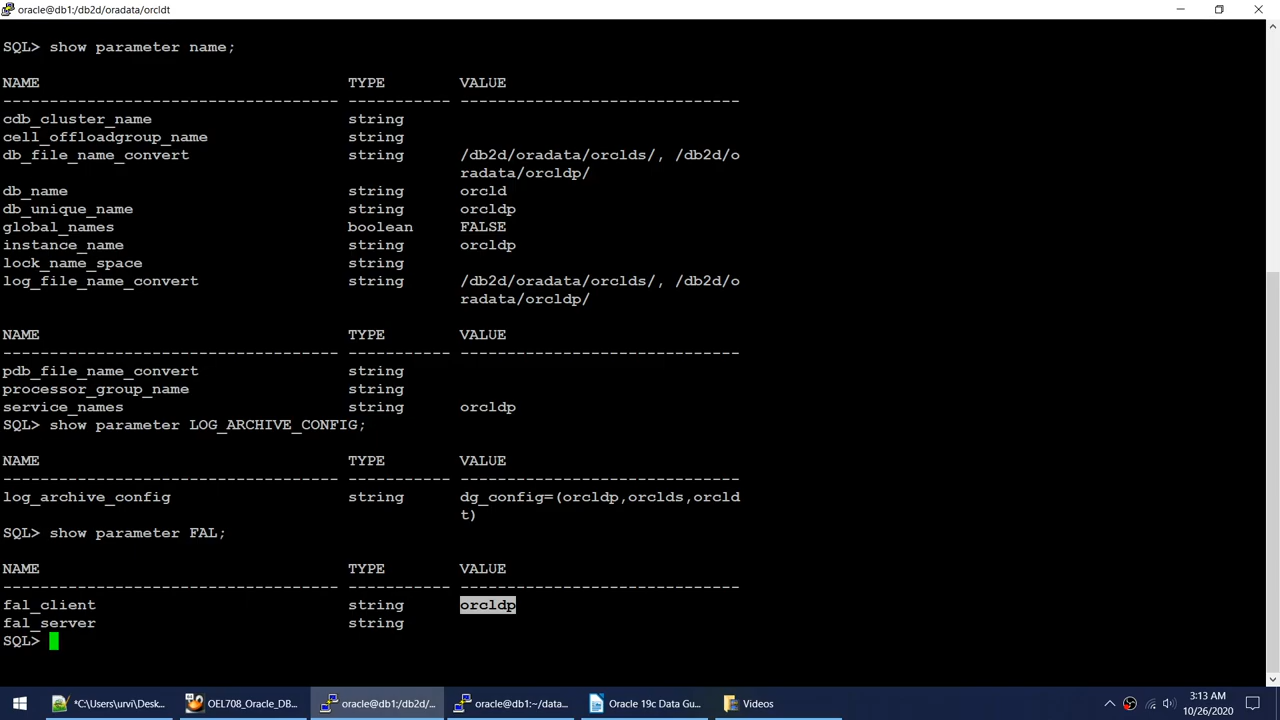 oracle@db1:/db2d/oradata/orcldt
SQL> show parameter name;
NAME TYPE VALUE
------------------------------------ ----------- ------------------------------
cdb_cluster_name string
cell_offloadgroup_name string
db_file_name_convert string /db2d/oradata/orclds/, /db2d/o
radata/orcldp/
db_name string orcld
db_unique_name string orcldp
global_names boolean FALSE
instance_name string orcldp
lock_name_space string
log_file_name_convert string /db2d/oradata/orclds/, /db2d/o
radata/orcldp/
NAME TYPE VALUE
------------------------------------ ----------- ------------------------------
pdb_file_name_convert string
processor_group_name string
service_names string orcldp
SQL> show parameter LOG_ARCHIVE_CONFIG;
NAME TYPE VALUE
------------------------------------ ----------- ------------------------------
log_archive_config string dg_config=(orcldp,orclds,orcld
t)
SQL> show parameter FAL;
NAME TYPE VALUE
------------------------------------ ----------- ------------------------------
fal_client string orcldp
fal_server string
SQL>
*C:\Users\urvi\Desk... OEL708_Oracle_DB... oracle@db1:/db2d/... oracle@db1:~/data... Oracle 19c Data Gu... Videos
3:13 AM
10/26/2020